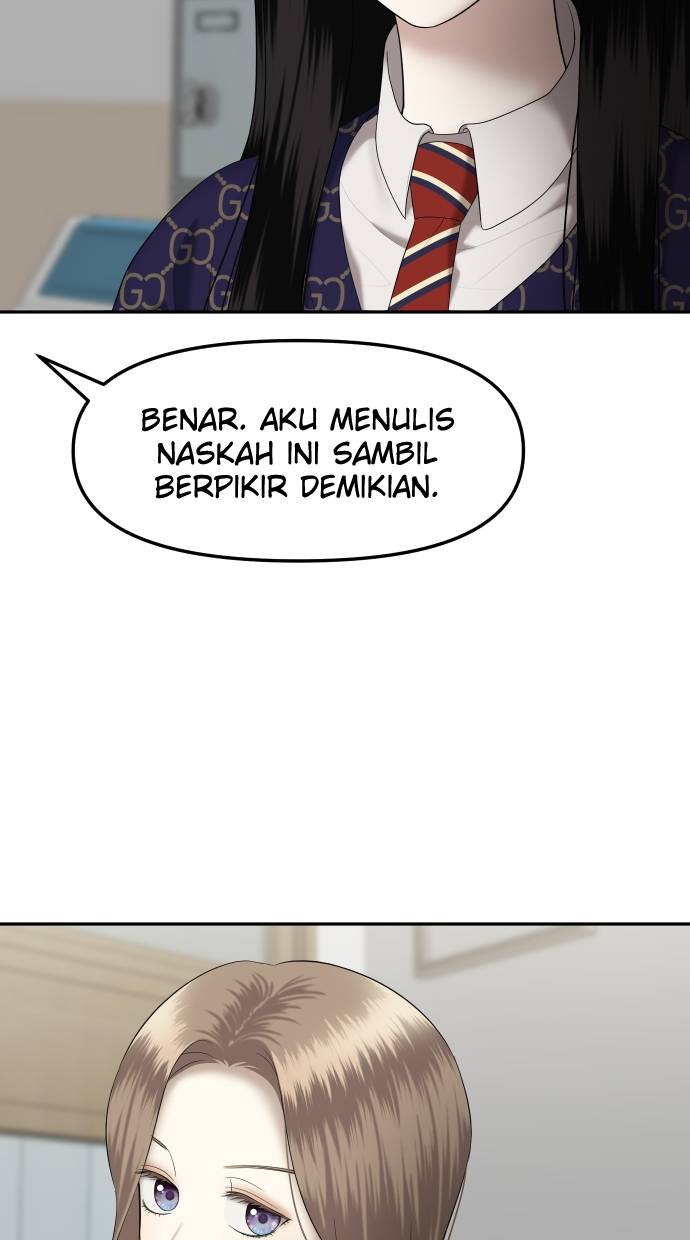 BENAR. AKU MENULIS
NASKAH INI SAMBIL
BERPIKIR DEMIKIAN.